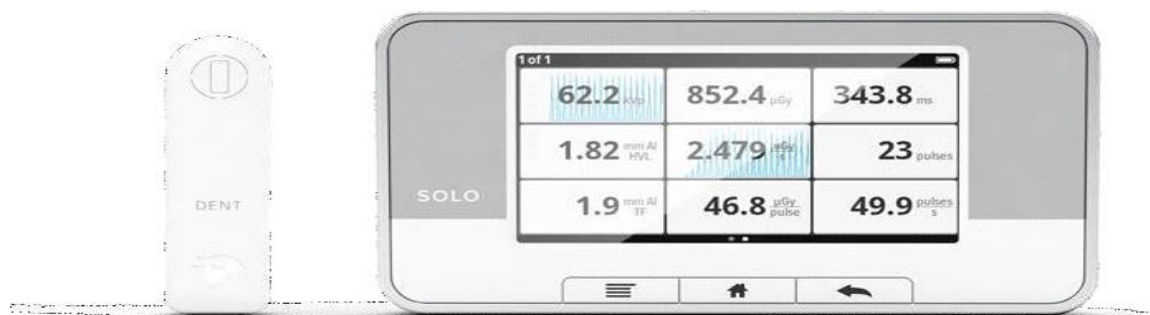 1 of 1
62.2 kVp 852.4 µGy 343.8 ms
1.82 mm Al HVL 2.479 mGy s 23 pulses
1.9 mm Al TF 46.8 µGy pulse 49.9 pulses s
SOLO
DENT